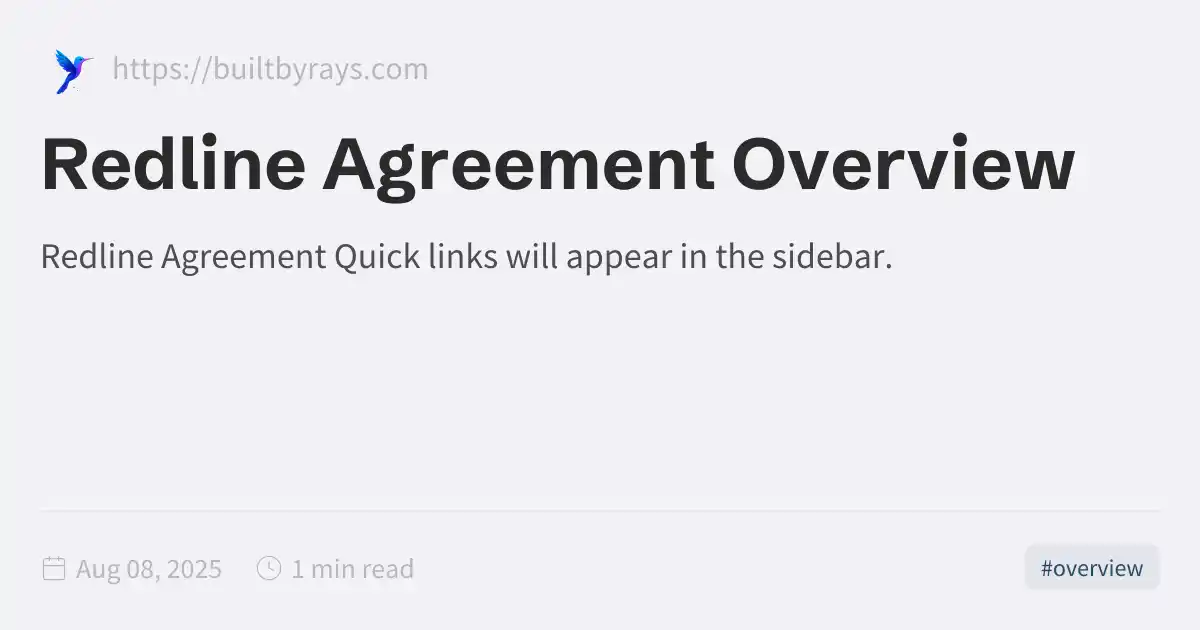 https://builtbyrays.com
Redline Agreement Overview
Redline Agreement Quick links will appear in the sidebar.
Aug 08, 2025 1 min read #overview